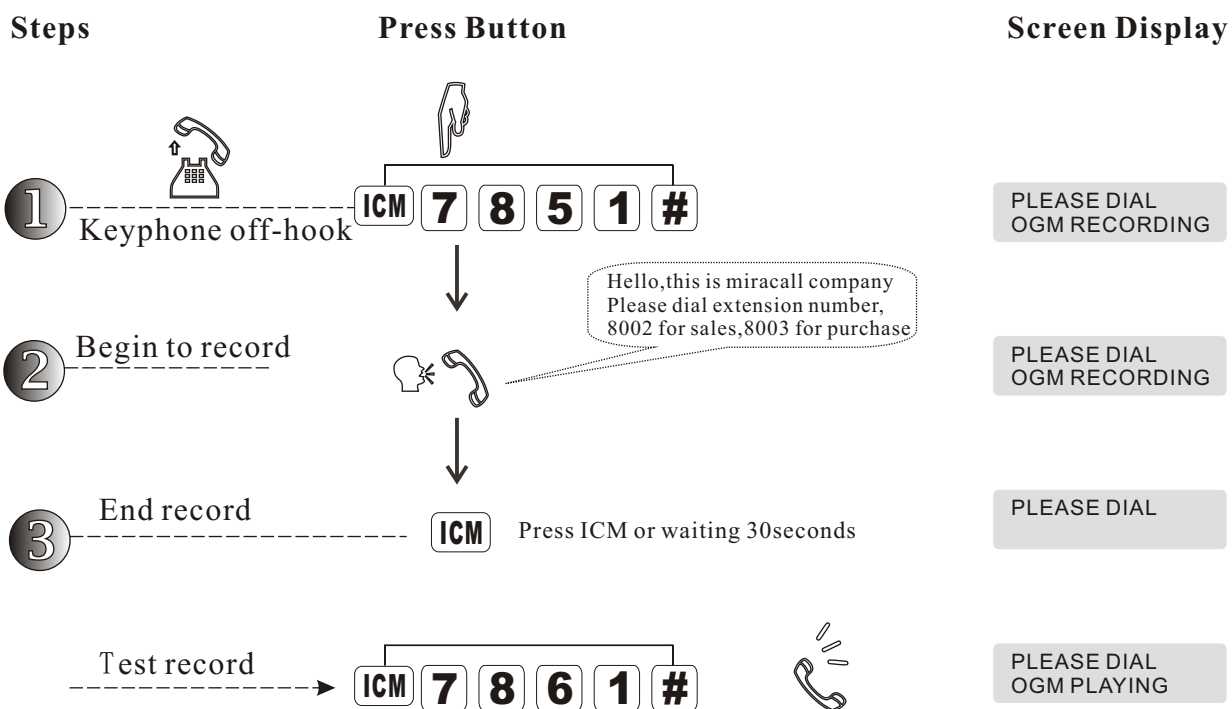 Steps Press Button Screen Display
1 Keyphone off-hook ICM 7 8 5 1 # PLEASE DIAL
OGM RECORDING
Hello,this is miracall company
Please dial extension number,
8002 for sales,8003 for purchase
2 Begin to record PLEASE DIAL
OGM RECORDING
3 End record ICM Press ICM or waiting 30seconds PLEASE DIAL
Test record ICM 7 8 6 1 # PLEASE DIAL
OGM PLAYING